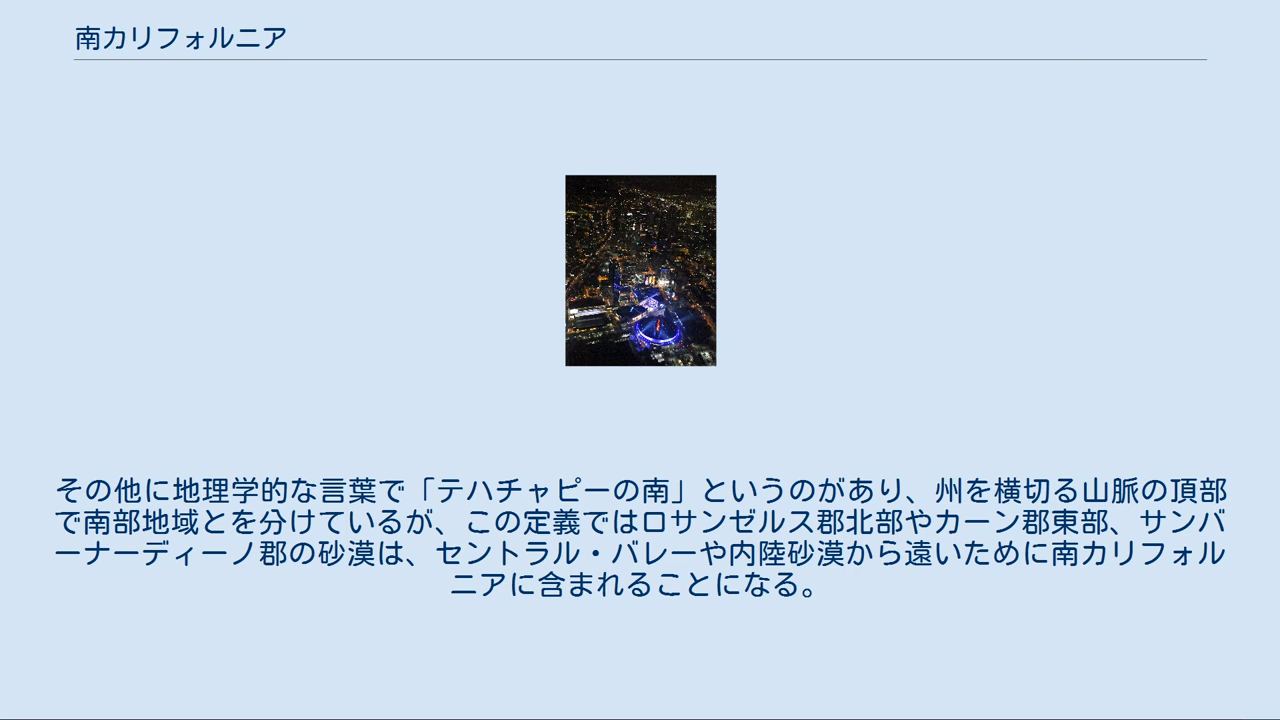 南カリフォルニア
その他に地理学的な言葉で「テハチャピーの南」というのがあり、州を横切る山脈の頂部
で南部地域とを分けているが、この定義ではロサンゼルス郡北部やカーン郡東部、サンバ
ーナーディーノ郡の砂漠は、セントラル・バレーや内陸砂漠から遠いために南カリフォル
ニアに含まれることになる。